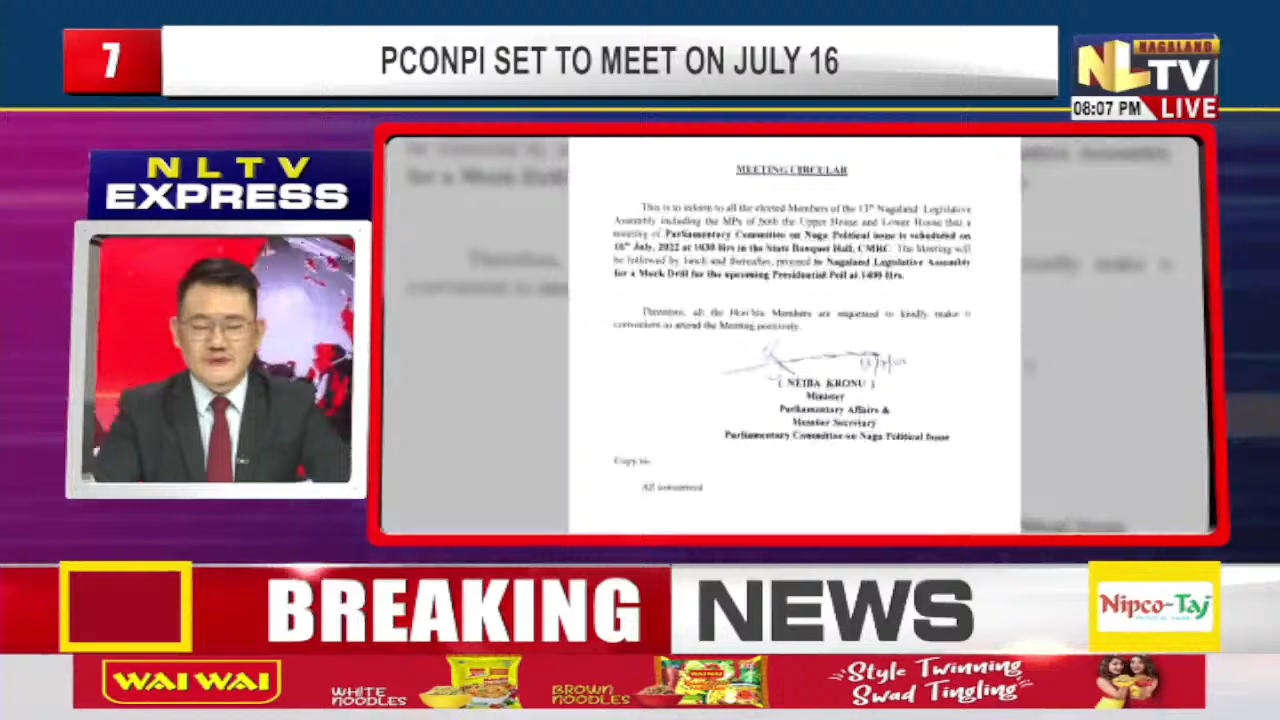 7
PCONPI SET TO MEET ON JULY 16
NAGALAND
NLTV
08:07 PM
LIVE
NLTV
EXPRESS
MEETING CIRCULAR
This is to inform to all the elected Members of the 13th Nagaland Legislative
Assembly including the MPs of both the Upper House and Lower House that a
meeting of Parliamentary Committee on Naga Political issue is scheduled on
16th July, 2022 at 1030 Hrs in the State Banquet Hall, CMRC. The Meeting will
be followed by lunch and thereafter, proceed to Nagaland Legislative Assembly
for a Mock Drill for the upcoming Presidential Poll at 1400 Hrs.
Therefore, all the Hon'ble Members are requested to kindly make it
convenient to attend the Meeting positively.
( NEIBA KRONU )
Minister
Parliamentary Affairs &
Member Secretary
Parliamentary Committee on Naga Political Issue
Copy to:
All concerned
BREAKING NEWS
Nipco-Taj
WAI WAI
WHITE
NOODLES
BROWN
NOODLES
Style Twinning
Swad Tingling